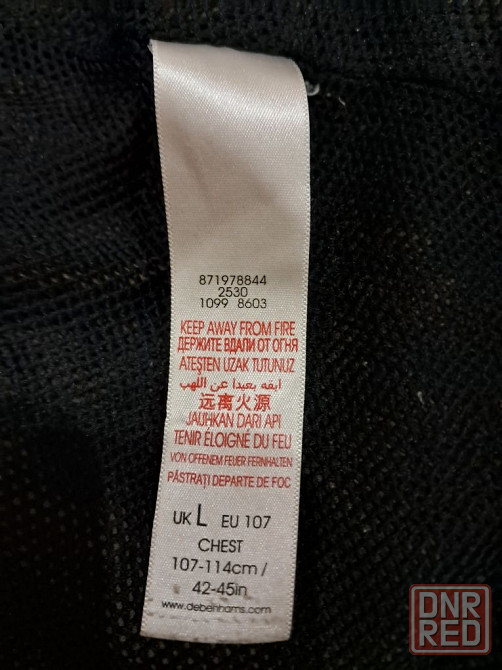 871978844
2530
1099 8603
KEEP AWAY FROM FIRE
ДЕРЖИТЕ ВДАЛИ ОТ ОГНЯ
ATEŞTEN UZAK TUTUNUZ
ابقه بعيدا عن اللهب
远离火源
JAUHKAN DARI API
TENIR ÉLOIGNÉ DU FEU
VON OFFENEM FEUER FERNHALTEN
PĂSTRAȚI DEPARTE DE FOC
UK L EU 107
CHEST
107-114cm /
42-45in
www.debenhams.com
DNR
RED